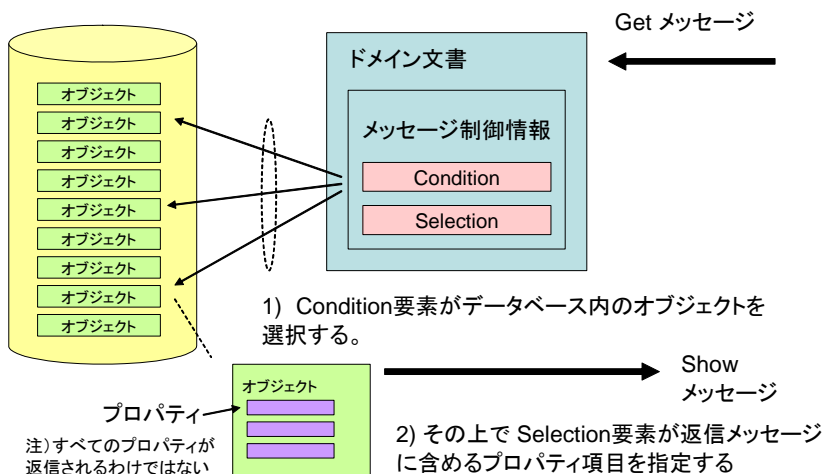 Get メッセージ
ドメイン文書
メッセージ制御情報
Condition
Selection
オブジェクト
オブジェクト
オブジェクト
オブジェクト
オブジェクト
オブジェクト
オブジェクト
オブジェクト
オブジェクト
1) Condition要素がデータベース内のオブジェクトを
選択する。
オブジェクト
プロパティ
注)すべてのプロパティが
返信されるわけではない
Show
メッセージ
2) その上で Selection要素が返信メッセージ
に含めるプロパティ項目を指定する